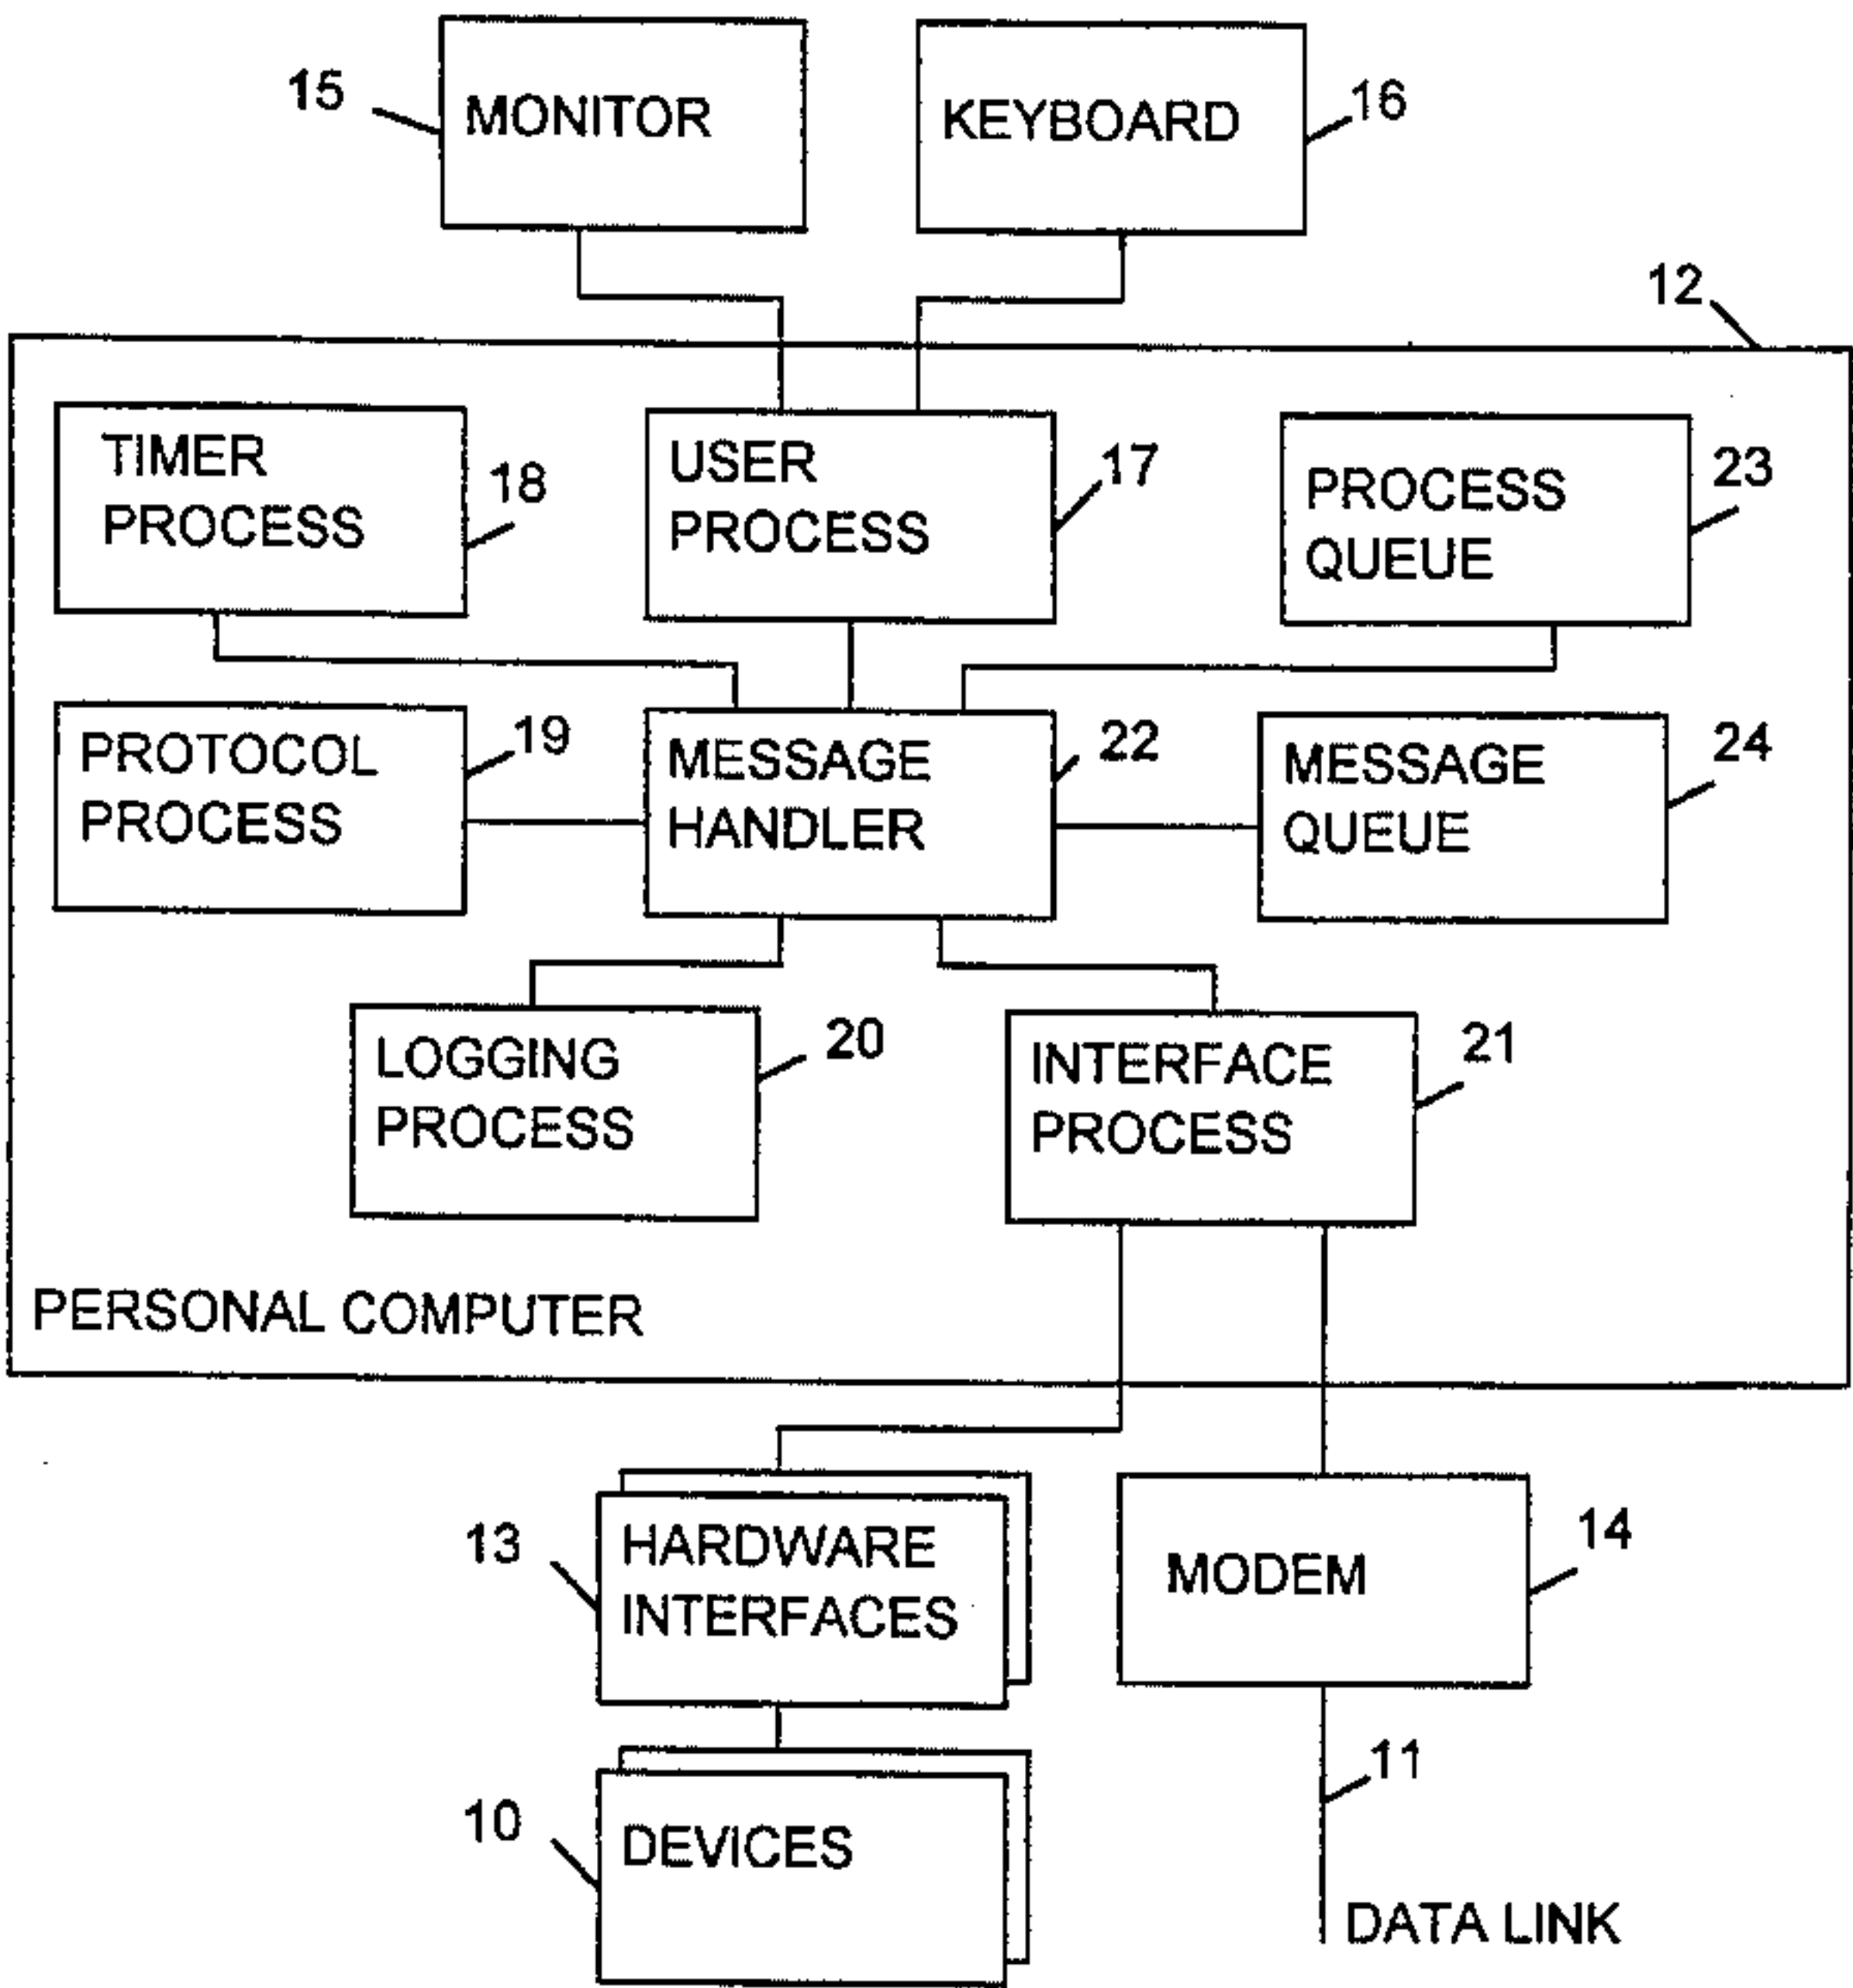 15
MONITOR
KEYBOARD
16
12
TIMER
PROCESS
18
USER
PROCESS
17
PROCESS
QUEUE
23
PROTOCOL
PROCESS
19
MESSAGE
HANDLER
22
MESSAGE
QUEUE
24
LOGGING
PROCESS
20
INTERFACE
PROCESS
21
PERSONAL COMPUTER
13
HARDWARE
INTERFACES
MODEM
14
10
DEVICES
11
DATA LINK